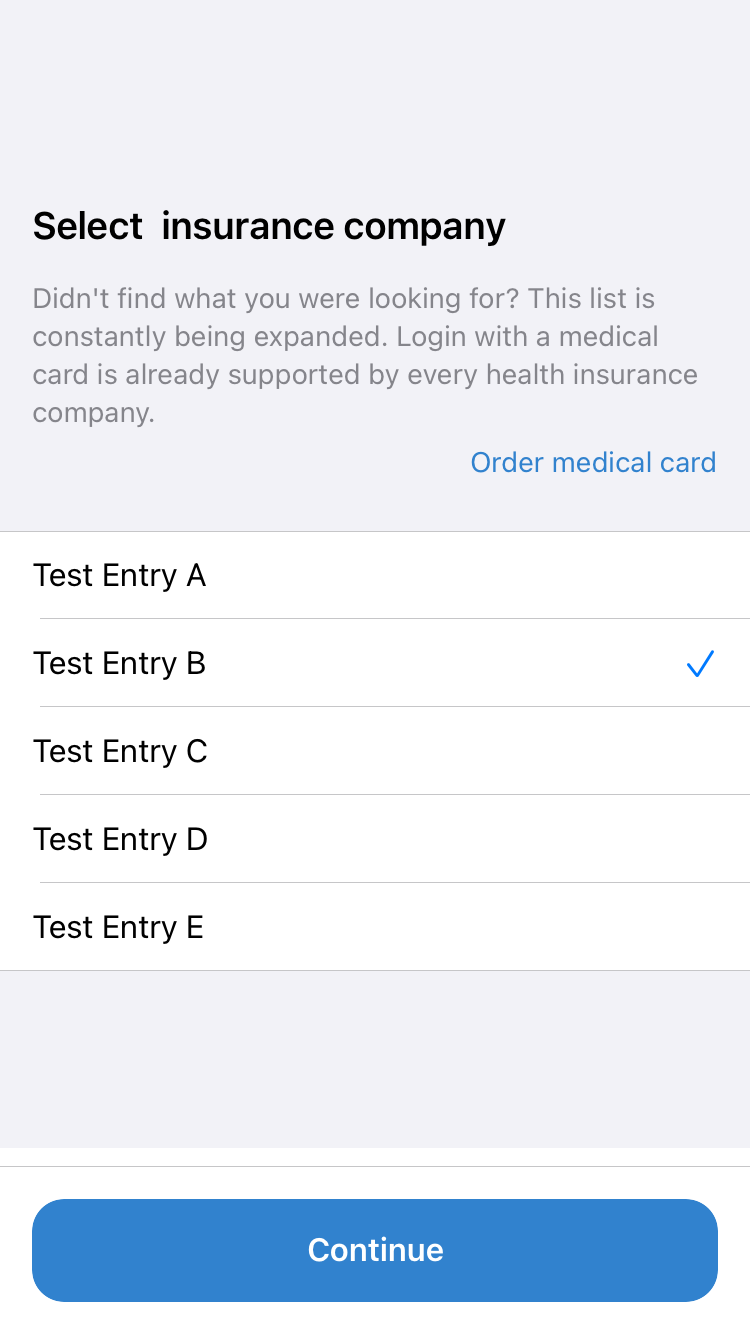 Select  insurance company
Didn't find what you were looking for? This list is
constantly being expanded. Login with a medical
card is already supported by every health insurance
company.
Order medical card
Test Entry A
Test Entry B
Test Entry C
Test Entry D
Test Entry E
Continue